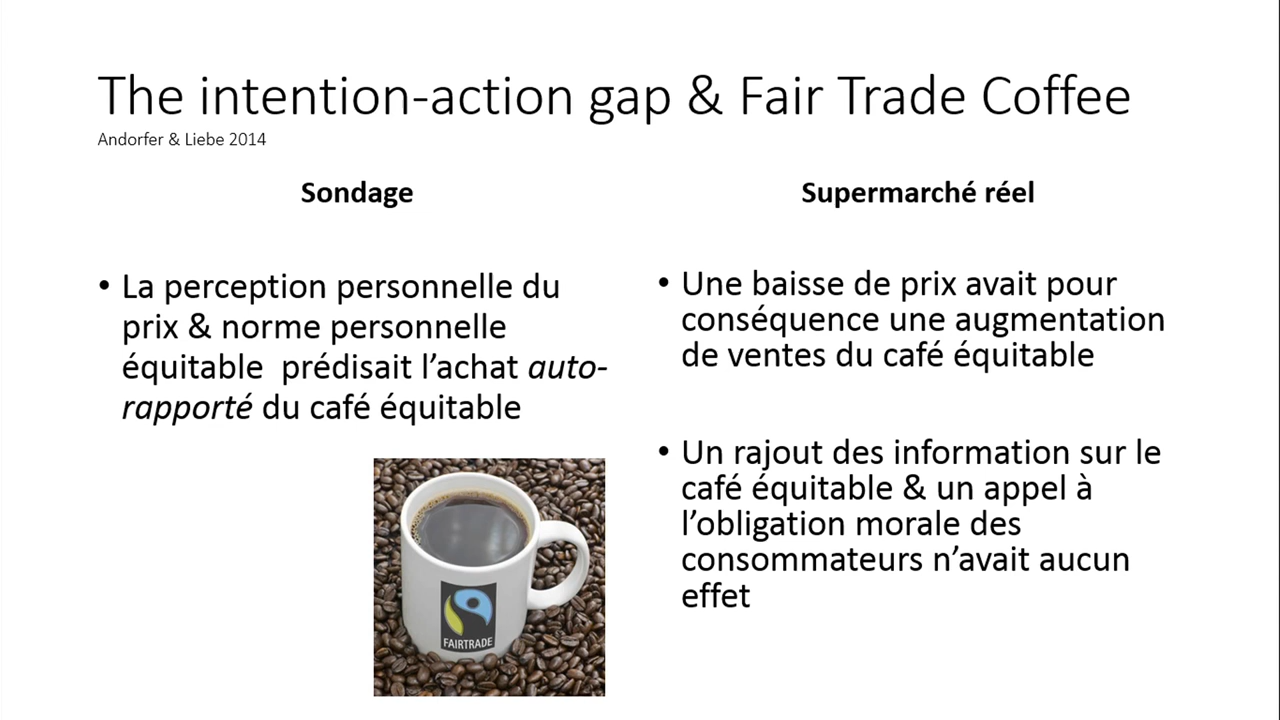 The intention-action gap & Fair Trade Coffee
Andorfer & Liebe 2014
Sondage
• La perception personnelle du
prix & norme personnelle
équitable  prédisait l’achat auto-
rapporté du café équitable
FAIRTRADE
Supermarché réel
• Une baisse de prix avait pour
conséquence une augmentation
de ventes du café équitable
• Un rajout des information sur le
café équitable & un appel à
l’obligation morale des
consommateurs n’avait aucun
effet